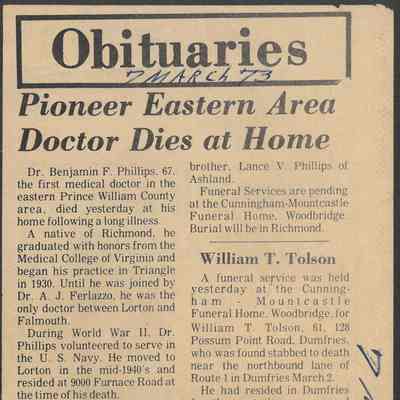 Obituaries
7 MARCH 73
Pioneer Eastern Area
Doctor Dies at Home
Dr. Benjamin F. Phillips, 67,
the first medical doctor in the
eastern Prince William County
area, died yesterday at his
home following a long illness.
A native of Richmond, he
graduated with honors from the
Medical College of Virginia and
began his practice in Triangle
in 1930. Until he was joined by
Dr. A. J. Ferlazzo, he was the
only doctor between Lorton and
Falmouth.
During World War II, Dr.
Phillips volunteered to serve in
the U. S. Navy. He moved to
Lorton in the mid-1940's and
resided at 9000 Furnace Road at
the time of his death.
brother, Lance V. Phillips of
Ashland.
Funeral Services are pending
at the Cunningham-Mountcastle
Funeral Home, Woodbridge.
Burial will be in Richmond.
William T. Tolson
A funeral service was held
yesterday at the Cunning-
ham - Mountcastle
Funeral Home, Woodbridge, for
William T. Tolson, 61, 128
Possum Point Road, Dumfries,
who was found stabbed to death
near the northbound lane of
Route 1 in Dumfries March 2.
He had resided in Dumfries